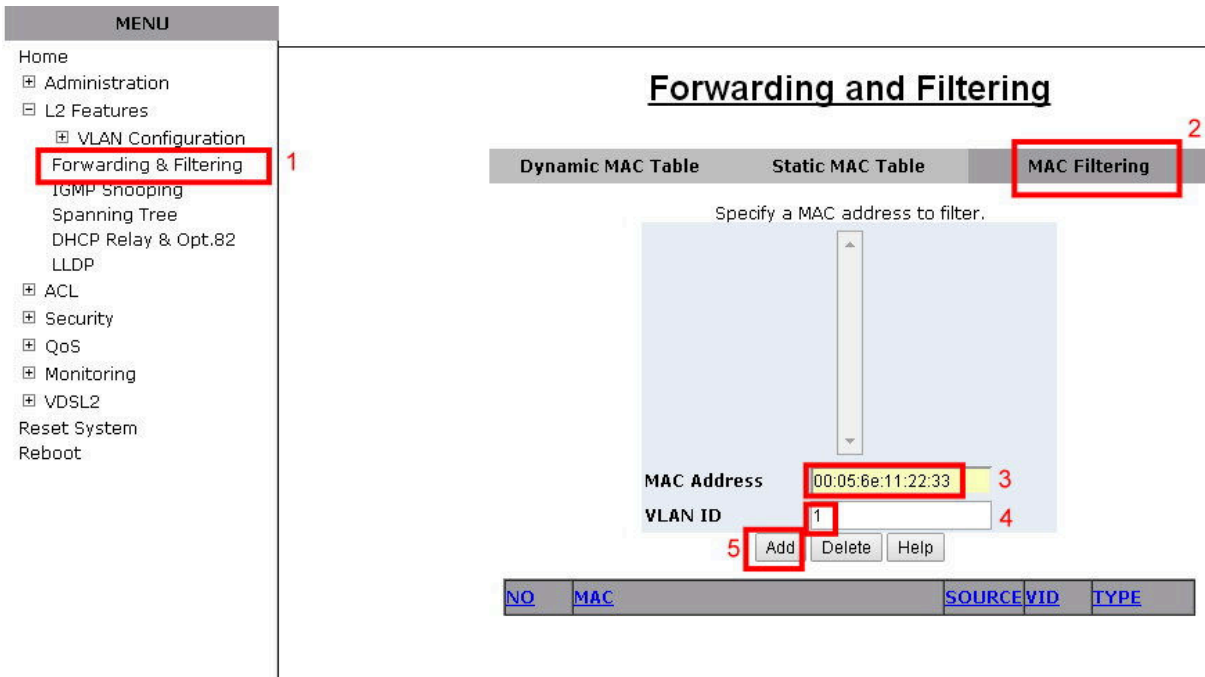 MENU
Home
Administration
L2 Features
VLAN Configuration
Forwarding & Filtering 1
IGMP Snooping
Spanning Tree
DHCP Relay & Opt.82
LLDP
ACL
Security
QoS
Monitoring
VDSL2
Reset System
Reboot
Forwarding and Filtering
2
Dynamic MAC Table Static MAC Table MAC Filtering
Specify a MAC address to filter.
MAC Address 00:05:6e:11:22:33 3
VLAN ID 1 4
5 Add Delete Help
NO MAC SOURCE VID TYPE